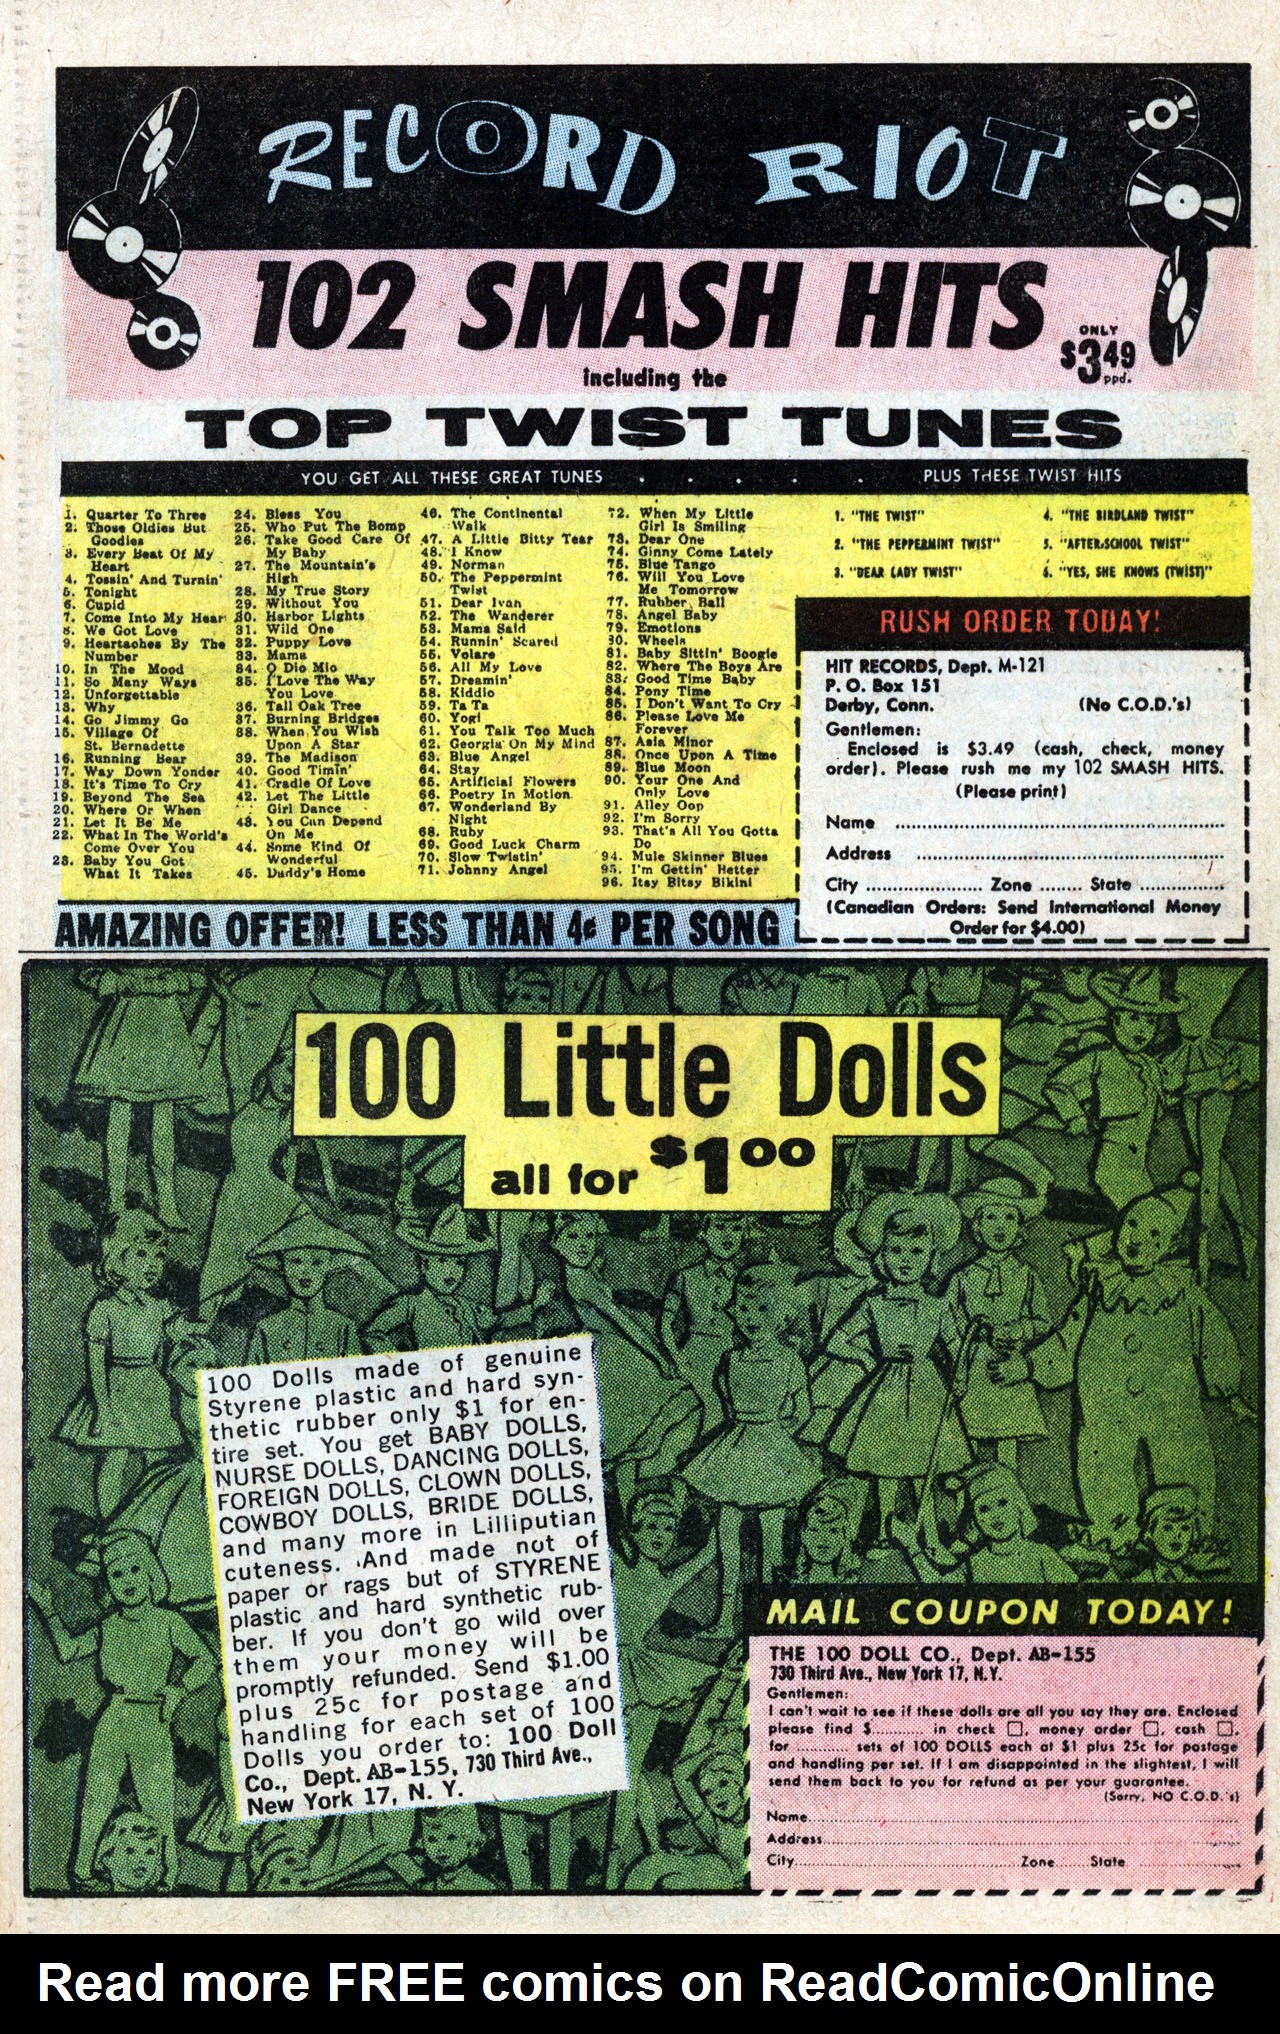 RECORD RIOT
102 SMASH HITS
ONLY
$3.49
ppd.
including the
TOP TWIST TUNES
YOU GET ALL THESE GREAT TUNES . . . . . PLUS THESE TWIST HITS
1. Quarter To Three
2. Those Oldies But
Goodies
3. Every Beat Of My
Heart
4. Tossin' And Turnin'
5. Tonight
6. Cupid
7. Come Into My Hear
8. We Got Love
9. Heartaches By The
Number
10. In The Mood
11. So Many Ways
12. Unforgettable
13. Why
14. Go Jimmy Go
15. Village Of
St. Bernadette
16. Running Bear
17. Way Down Yonder
18. It's Time To Cry
19. Beyond The Sea
20. Where Or When
21. Let It Be Me
22. What In The World's
Come Over You
23. Baby You Got
What It Takes
24. Bless You
25. Who Put The Bomp
26. Take Good Care Of
My Baby
27. The Mountain's
High
28. My True Story
29. Without You
30. Harbor Lights
31. Wild One
32. Puppy Love
33. Mama
34. O Dio Mio
35. I Love The Way
You Love
36. Tall Oak Tree
37. Burning Bridges
38. When You Wish
Upon A Star
39. The Madison
40. Good Timin'
41. Cradle Of Love
42. Let The Little
Girl Dance
43. You Can Depend
On Me
44. Some Kind Of
Wonderful
45. Daddy's Home
46. The Continental
Walk
47. A Little Bitty Tear
48. I Know
49. Norman
50. The Peppermint
Twist
51. Dear Ivan
52. The Wanderer
53. Mama Said
54. Runnin' Scared
55. Volare
56. All My Love
57. Dreamin'
58. Kiddio
59. Ta Ta
60. Yogi
61. You Talk Too Much
62. Georgia On My Mind
63. Blue Angel
64. Stay
65. Artificial Flowers
66. Poetry In Motion
67. Wonderland By
Night
68. Ruby
69. Good Luck Charm
70. Slow Twistin'
71. Johnny Angel
72. When My Little
Girl Is Smiling
73. Dear One
74. Ginny Come Lately
75. Blue Tango
76. Will You Love
Me Tomorrow
77. Rubber Ball
78. Angel Baby
79. Emotions
80. Wheels
81. Baby Sittin' Boogie
82. Where The Boys Are
83. Good Time Baby
84. Pony Time
85. I Don't Want To Cry
86. Please Love Me
Forever
87. Asia Minor
88. Once Upon A Time
89. Blue Moon
90. Your One And
Only Love
91. Alley Oop
92. I'm Sorry
93. That's All You Gotta
Do
94. Mule Skinner Blues
95. I'm Gettin' Better
96. Itsy Bitsy Bikini
1. "THE TWIST"
2. "THE PEPPERMINT TWIST"
3. "DEAR LADY TWIST"
4. "THE BIRDLAND TWIST"
5. "AFTER-SCHOOL TWIST"
6. "YES, SHE KNOWS (TWIST)"
RUSH ORDER TODAY!
HIT RECORDS, Dept. M-121
P. O. Box 151
Derby, Conn. (No C.O.D.'s)
Gentlemen:
Enclosed is $3.49 (cash, check, money
order). Please rush me my 102 SMASH HITS.
(Please print)
Name
Address
City Zone State
(Canadian Orders: Send International Money
Order for $4.00)
AMAZING OFFER! LESS THAN 4¢ PER SONG
100 Little Dolls
all for $1.00
100 Dolls made of genuine
Styrene plastic and hard syn-
thetic rubber only $1 for en-
tire set. You get BABY DOLLS,
NURSE DOLLS, DANCING DOLLS,
FOREIGN DOLLS, CLOWN DOLLS,
COWBOY DOLLS, BRIDE DOLLS,
and many more in Lilliputian
cuteness. And made not of
paper or rags but of STYRENE
plastic and hard synthetic rub-
ber. If you don't go wild over
them your money will be
promptly refunded. Send $1.00
plus 25c for postage and
handling for each set of 100
Dolls you order to: 100 Doll
Co., Dept. AB-155, 730 Third Ave.,
New York 17, N. Y.
MAIL COUPON TODAY!
THE 100 DOLL CO., Dept. AB-155
730 Third Ave., New York 17, N.Y.
Gentlemen:
I can't wait to see if these dolls are all you say they are. Enclosed
please find $.......... in check ☐, money order ☐, cash ☐,
for .......... sets of 100 DOLLS each at $1 plus 25c for postage
and handling per set. If I am disappointed in the slightest, I will
send them back to you for refund as per your guarantee.
(Sorry, NO C.O.D.'s)
Name
Address
City Zone State
Read more FREE comics on ReadComicOnline